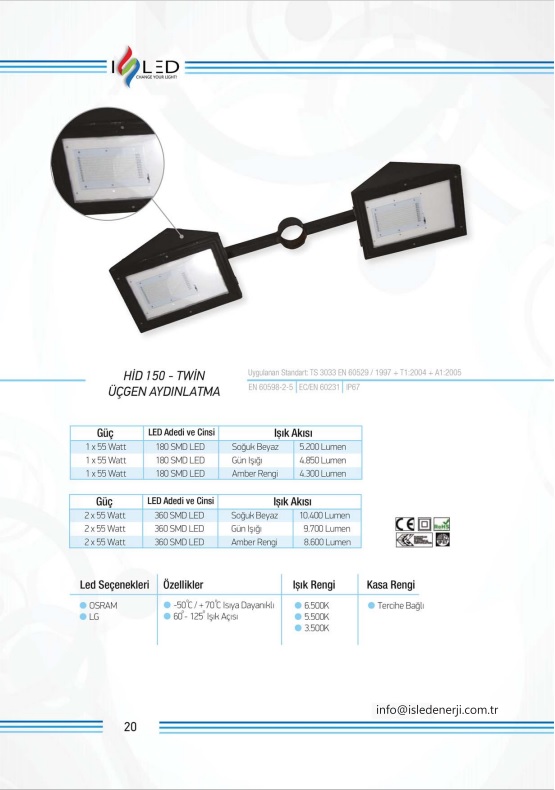 ISLED
CHANGE YOUR LIGHT!
HİD 150 - TWİN
ÜÇGEN AYDINLATMA
Uygulanan Standart: TS 3033 EN 60529 / 1997 + T1:2004 + A1:2005
EN 60598-2-5 | EC/EN 60231 | IP67
Güç LED Adedi ve Cinsi Işık Akısı
1 x 55 Watt 180 SMD LED Soğuk Beyaz 5.200 Lumen
1 x 55 Watt 180 SMD LED Gün Işığı 4.850 Lumen
1 x 55 Watt 180 SMD LED Amber Rengi 4.300 Lumen
Güç LED Adedi ve Cinsi Işık Akısı
2 x 55 Watt 360 SMD LED Soğuk Beyaz 10.400 Lumen
2 x 55 Watt 360 SMD LED Gün Işığı 9.700 Lumen
2 x 55 Watt 360 SMD LED Amber Rengi 8.600 Lumen
CE RoHS
Led Seçenekleri Özellikler Işık Rengi Kasa Rengi
OSRAM -50°C / + 70°C Isıya Dayanıklı 6.500K Tercihe Bağlı
LG 60° - 125° Işık Açısı 5.500K
3.500K
info@isledenerji.com.tr
20